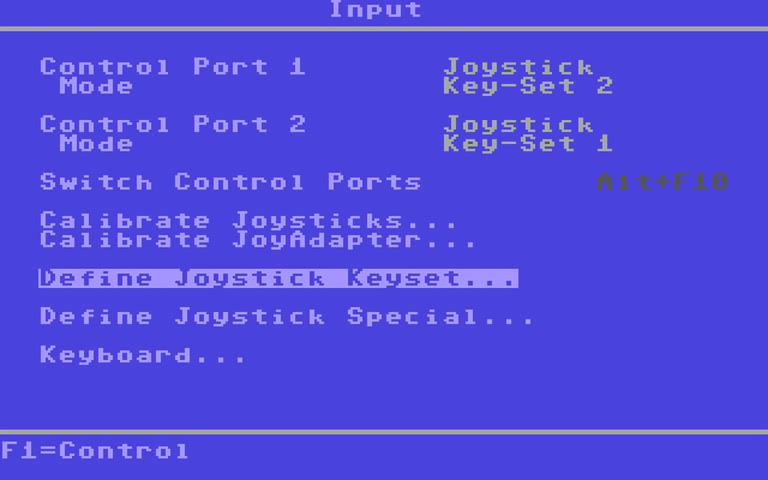 Input
Control Port 1 Joystick
Mode Key-Set 2
Control Port 2 Joystick
Mode Key-Set 1
Switch Control Ports Alt+F10
Calibrate Joysticks...
Calibrate JoyAdapter...
Define Joystick Keyset...
Define Joystick Special...
Keyboard...
F1=Control